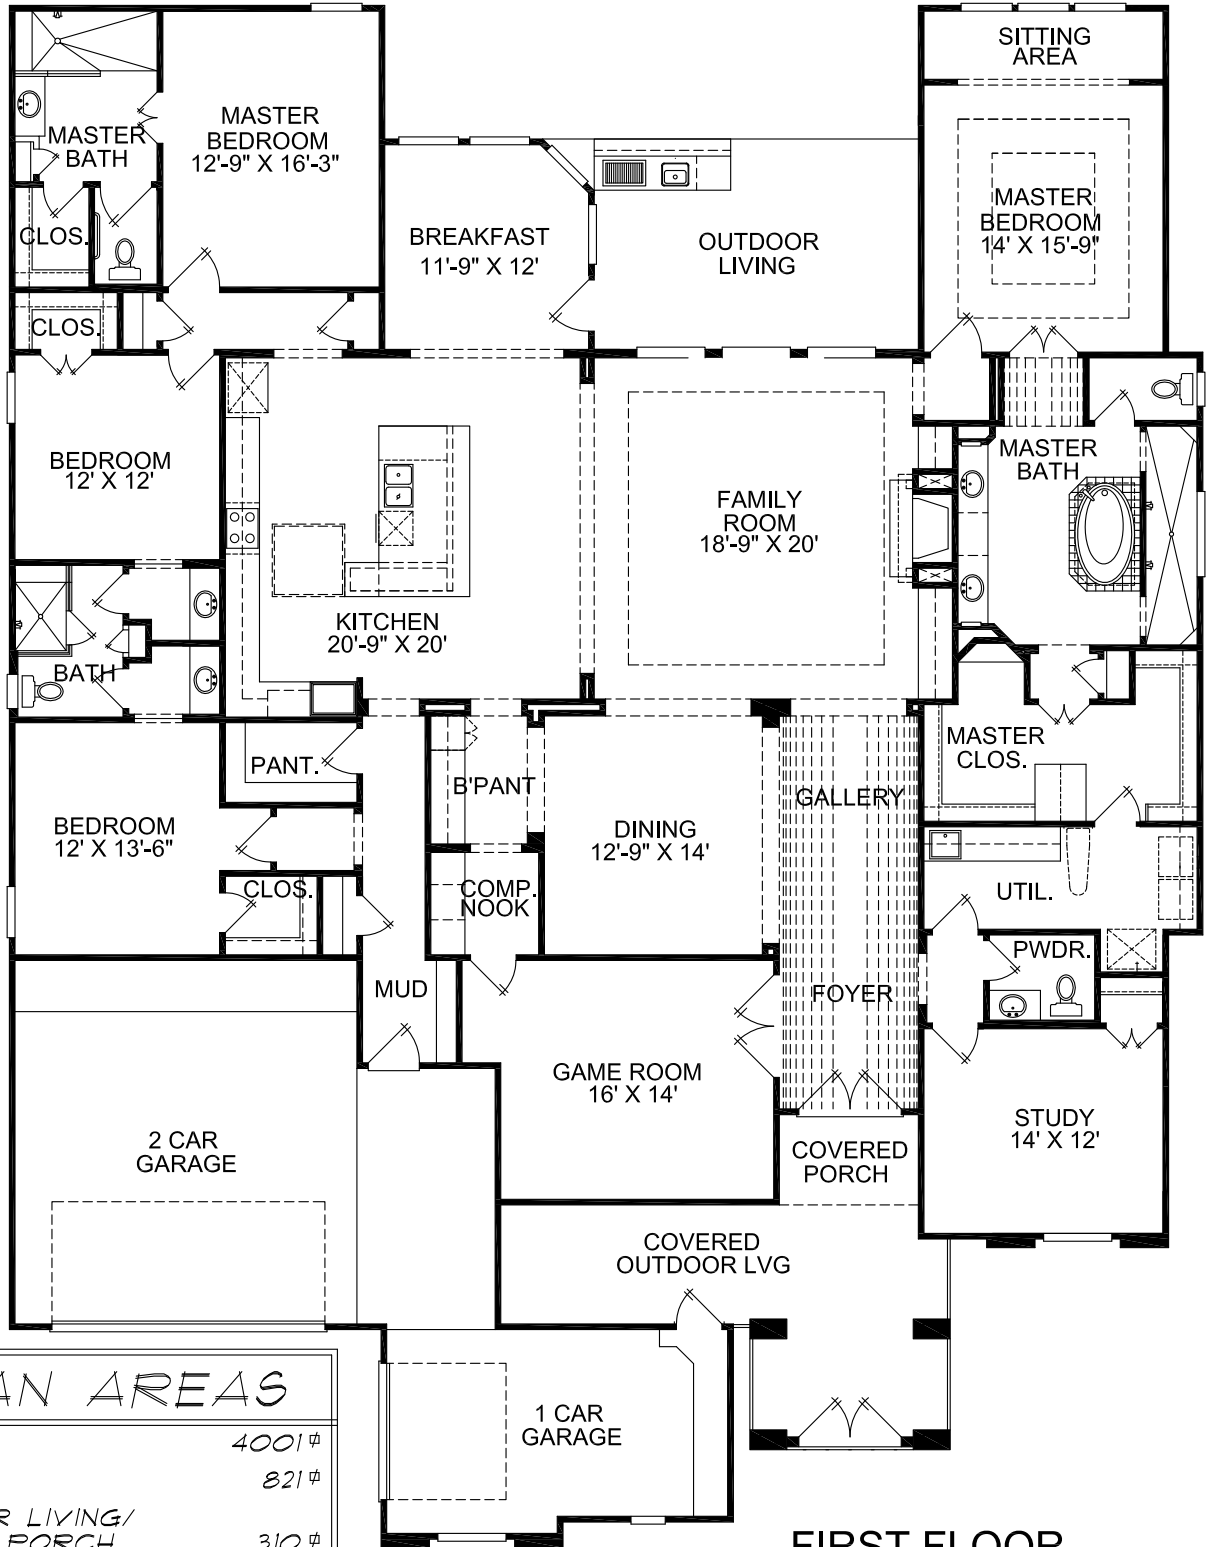 SITTING
AREA
MASTER
BEDROOM
12'-9" X 16'-3"
MASTER
BATH
CLOS.
BREAKFAST
11'-9" X 12'
OUTDOOR
LIVING
MASTER
BEDROOM
14' X 15'-9"
CLOS.
BEDROOM
12' X 12'
MASTER
BATH
FAMILY
ROOM
18'-9" X 20'
KITCHEN
20'-9" X 20'
BATH
PANT.
B'PANT
MASTER
CLOS.
GALLERY
BEDROOM
12' X 13'-6"
DINING
12'-9" X 14'
CLOS.
COMP.
NOOK
UTIL.
PWDR.
MUD
FOYER
GAME ROOM
16' X 14'
STUDY
14' X 12'
2 CAR
GARAGE
COVERED
PORCH
COVERED
OUTDOOR LVG
AN AREAS
4001
821
R LIVING/
PORCH
310
1 CAR
GARAGE
FIRST FLOOR